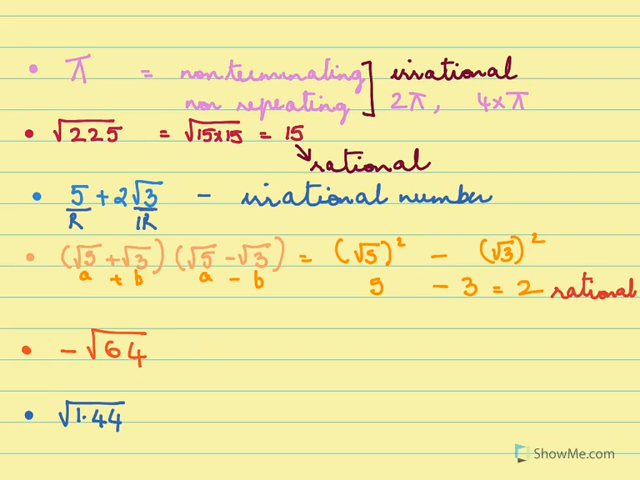 • π = nonterminating ] irrational
non repeating 2π, 4×π
• √225 = √15×15 = 15
↘ rational
• 5 + 2√3 - irrational number
R IR
• (√5 + √3) (√5 - √3) = (√5)² - (√3)²
a + b a - b 5 - 3 = 2 rational
• -√64
• √1.44
ShowMe.com